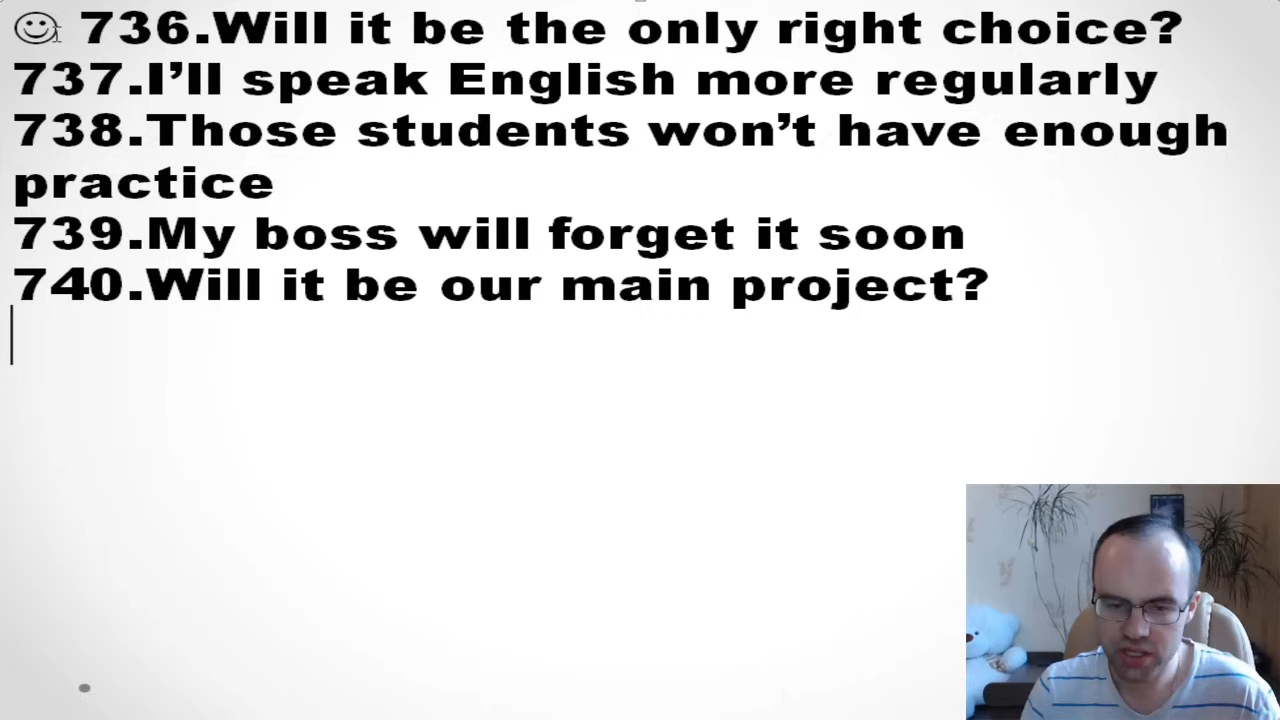 736.Will it be the only right choice?
737.I’ll speak English more regularly
738.Those students won’t have enough
practice
739.My boss will forget it soon
740.Will it be our main project?